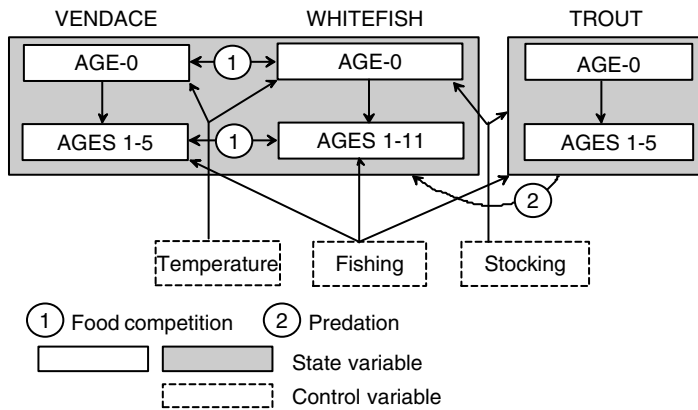 VENDACE WHITEFISH TROUT
AGE-0 1 AGE-0 AGE-0
AGES 1-5 1 AGES 1-11 AGES 1-5
2
Temperature Fishing Stocking
1 Food competition 2 Predation
State variable
Control variable